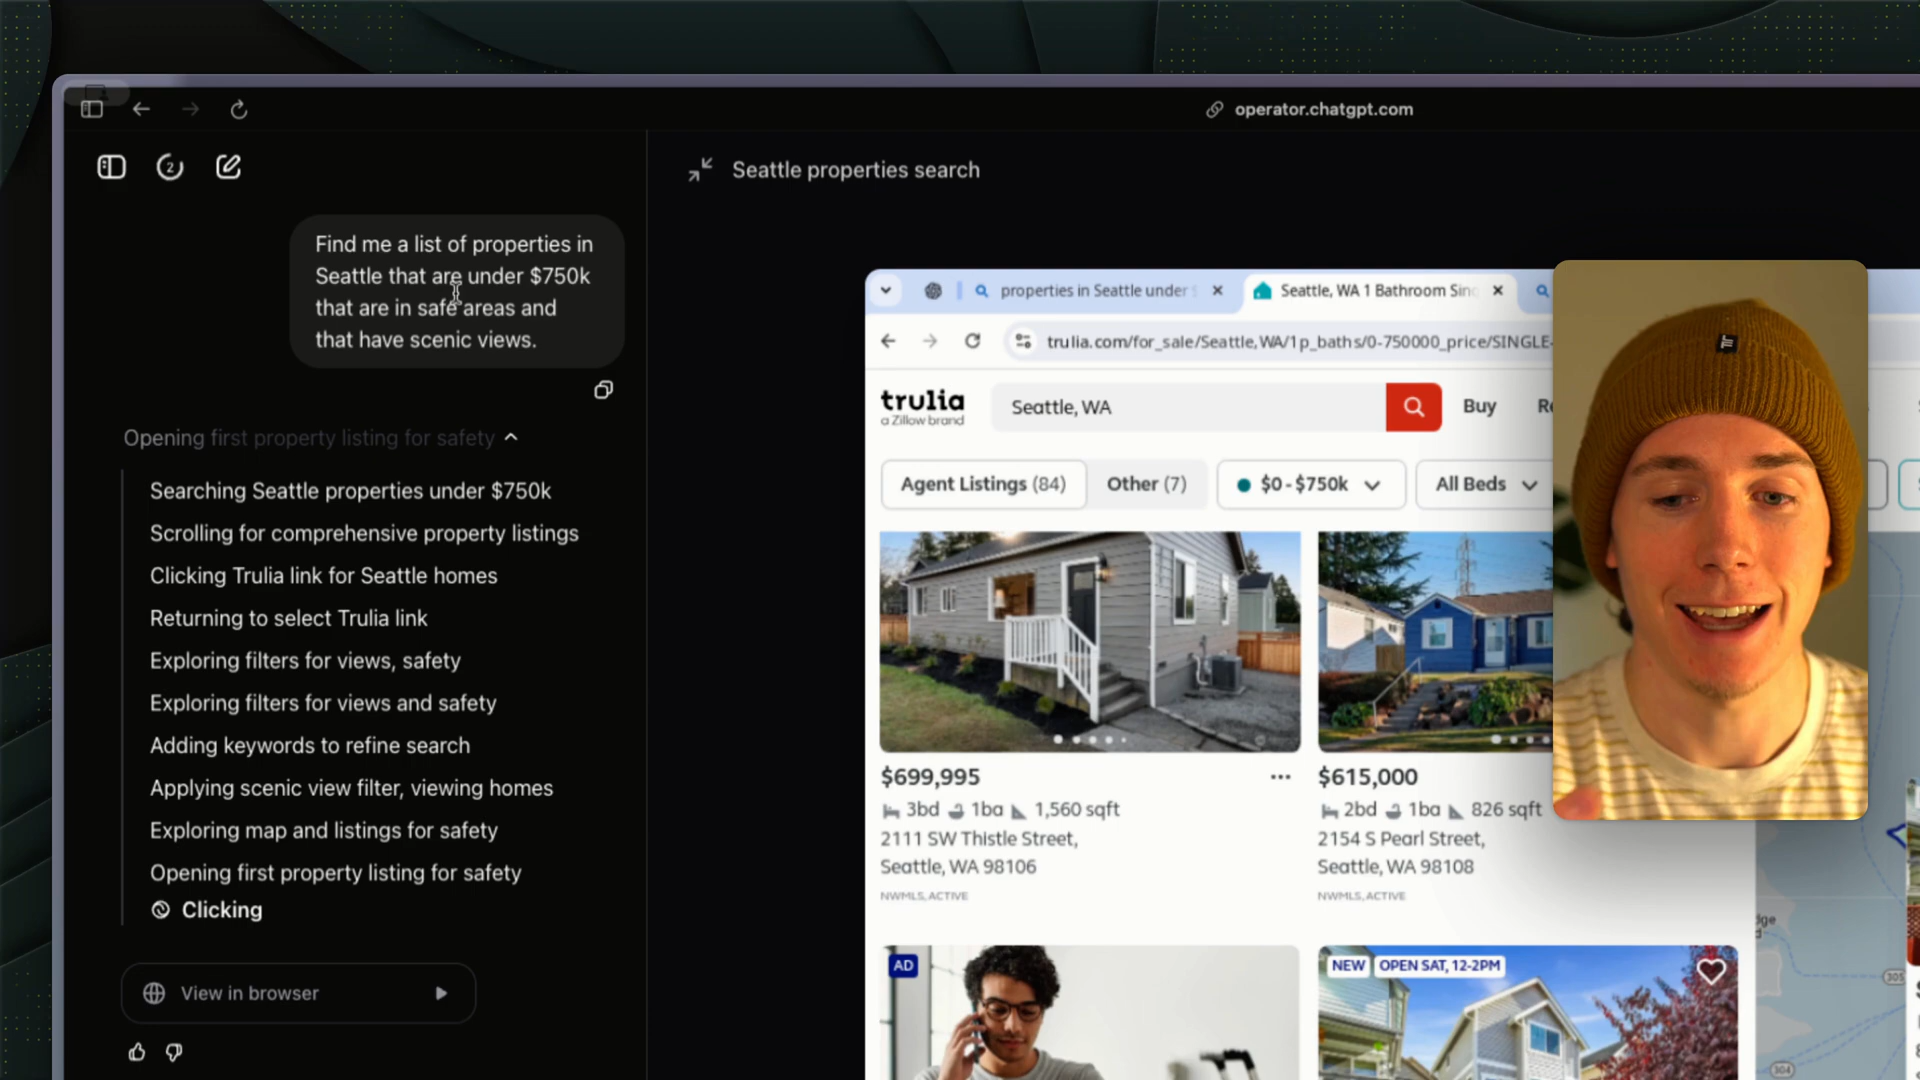 operator.chatgpt.com
2
Seattle properties search
Find me a list of properties in
Seattle that are under $750k
that are in safe areas and
that have scenic views.
Opening first property listing for safety
Searching Seattle properties under $750k
Scrolling for comprehensive property listings
Clicking Trulia link for Seattle homes
Returning to select Trulia link
Exploring filters for views, safety
Exploring filters for views and safety
Adding keywords to refine search
Applying scenic view filter, viewing homes
Exploring map and listings for safety
Opening first property listing for safety
Clicking
View in browser
properties in Seattle under
Seattle, WA 1 Bathroom Sin
trulia.com/for_sale/Seattle,WA/1p_baths/0-750000_price/SINGLE-
trulia
a Zillow brand
Seattle, WA
Buy
Agent Listings (84)
Other (7)
$0-$750k
All Beds
$699,995
3bd 1ba 1,560 sqft
2111 SW Thistle Street,
Seattle, WA 98106
NWMLS, ACTIVE
$615,000
2bd 1ba 826 sqft
2154 S Pearl Street,
Seattle, WA 98108
NWMLS, ACTIVE
AD
NEW
OPEN SAT, 12-2PM
305
304